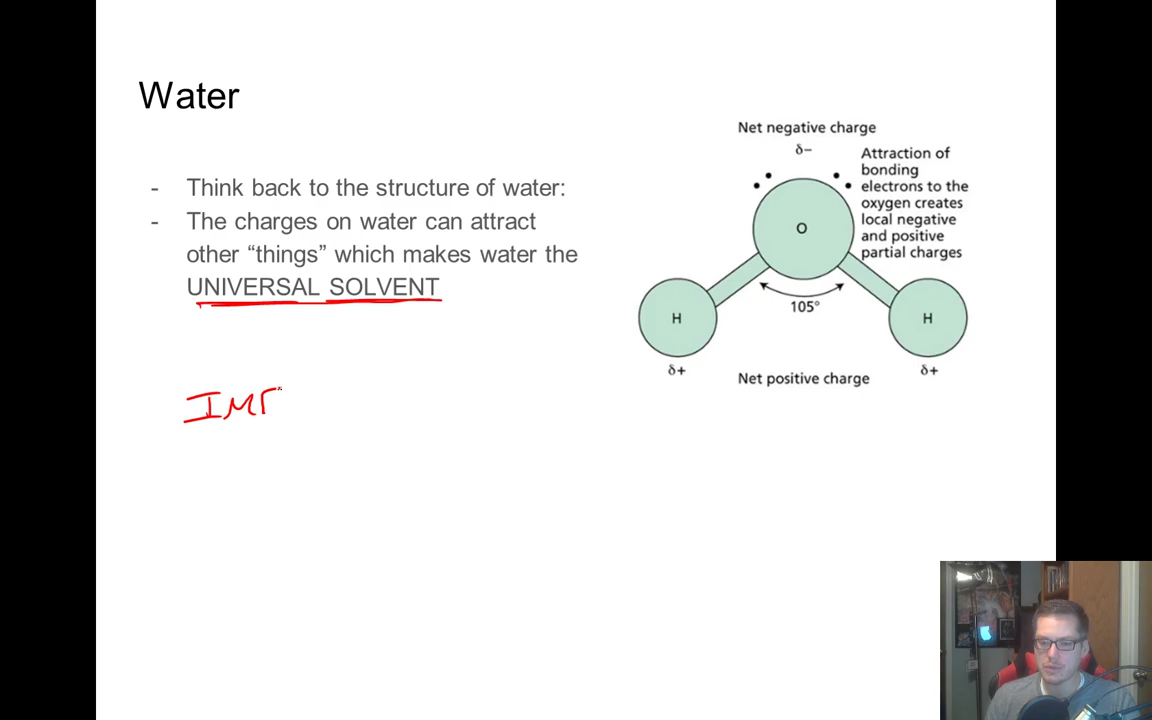 Water
- Think back to the structure of water:
- The charges on water can attract
other “things” which makes water the
UNIVERSAL SOLVENT
IMF
Net negative charge
δ−
Attraction of
bonding
electrons to the
oxygen creates
local negative
and positive
partial charges
O
105°
H
H
δ+
δ+
Net positive charge